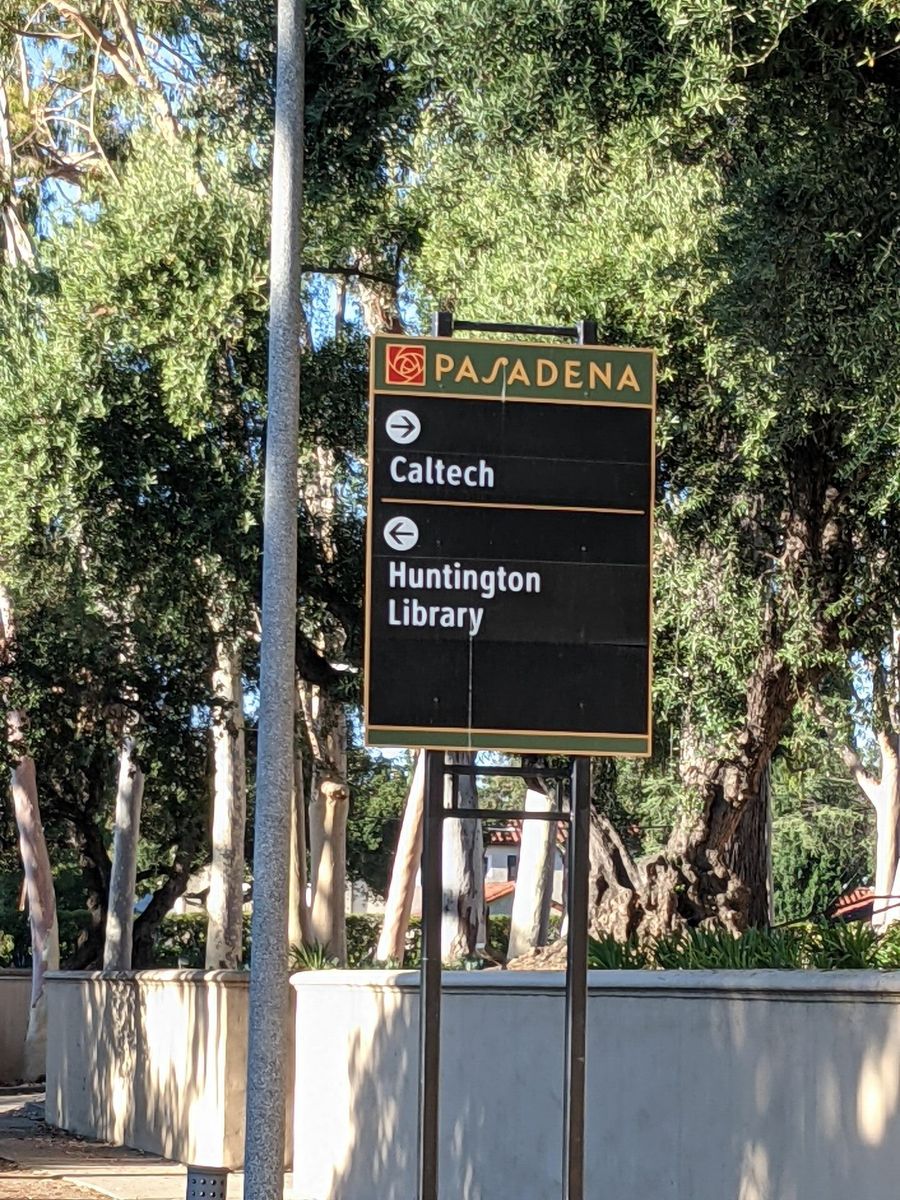 PASADENA
Caltech
Huntington
Library